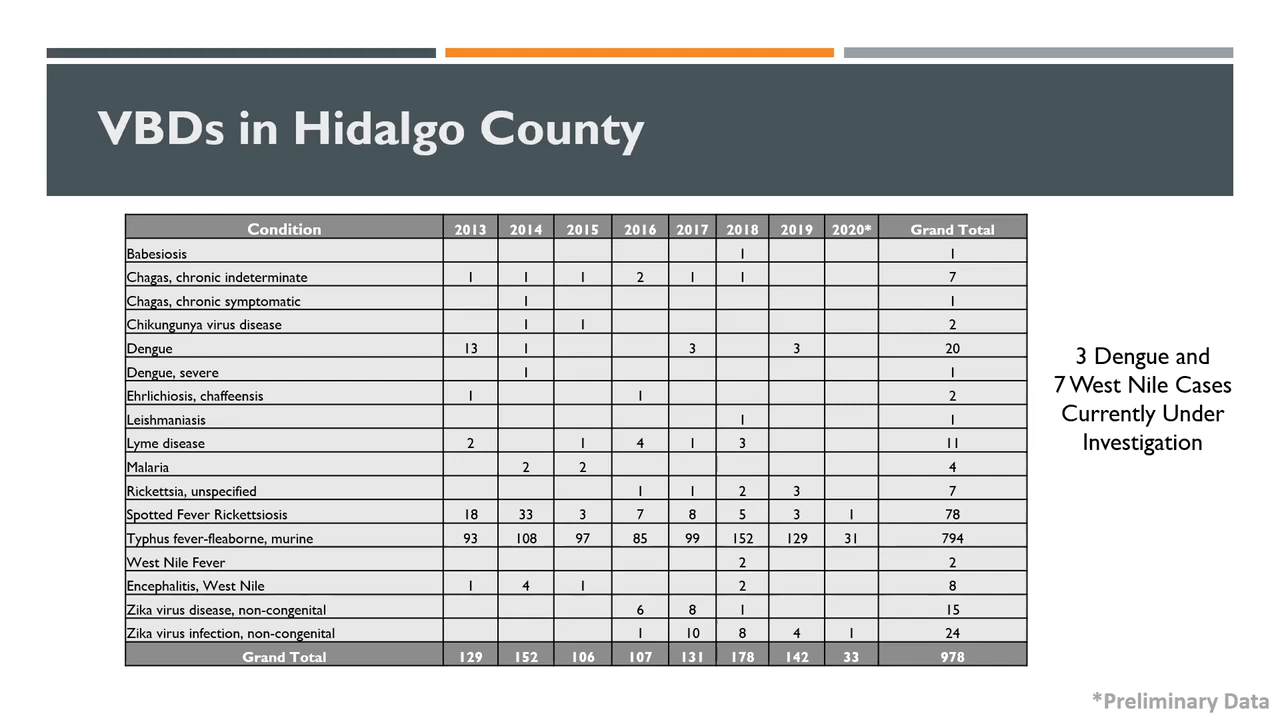 VBDs in Hidalgo County
Condition 2013 2014 2015 2016 2017 2018 2019 2020* Grand Total
Babesiosis 1 1
Chagas, chronic indeterminate 1 1 1 2 1 1 7
Chagas, chronic symptomatic 1 1
Chikungunya virus disease 1 1 2
Dengue 13 1 3 3 20
Dengue, severe 1 1
Ehrlichiosis, chaffeensis 1 1 2
Leishmaniasis 1 1
Lyme disease 2 1 4 1 3 11
Malaria 2 2 4
Rickettsia, unspecified 1 1 2 3 7
Spotted Fever Rickettsiosis 18 33 3 7 8 5 3 1 78
Typhus fever-fleaborne, murine 93 108 97 85 99 152 129 31 794
West Nile Fever 2 2
Encephalitis, West Nile 1 4 1 2 8
Zika virus disease, non-congenital 6 8 1 15
Zika virus infection, non-congenital 1 10 8 4 1 24
Grand Total 129 152 106 107 131 178 142 33 978
3 Dengue and
7 West Nile Cases
Currently Under
Investigation
*Preliminary Data